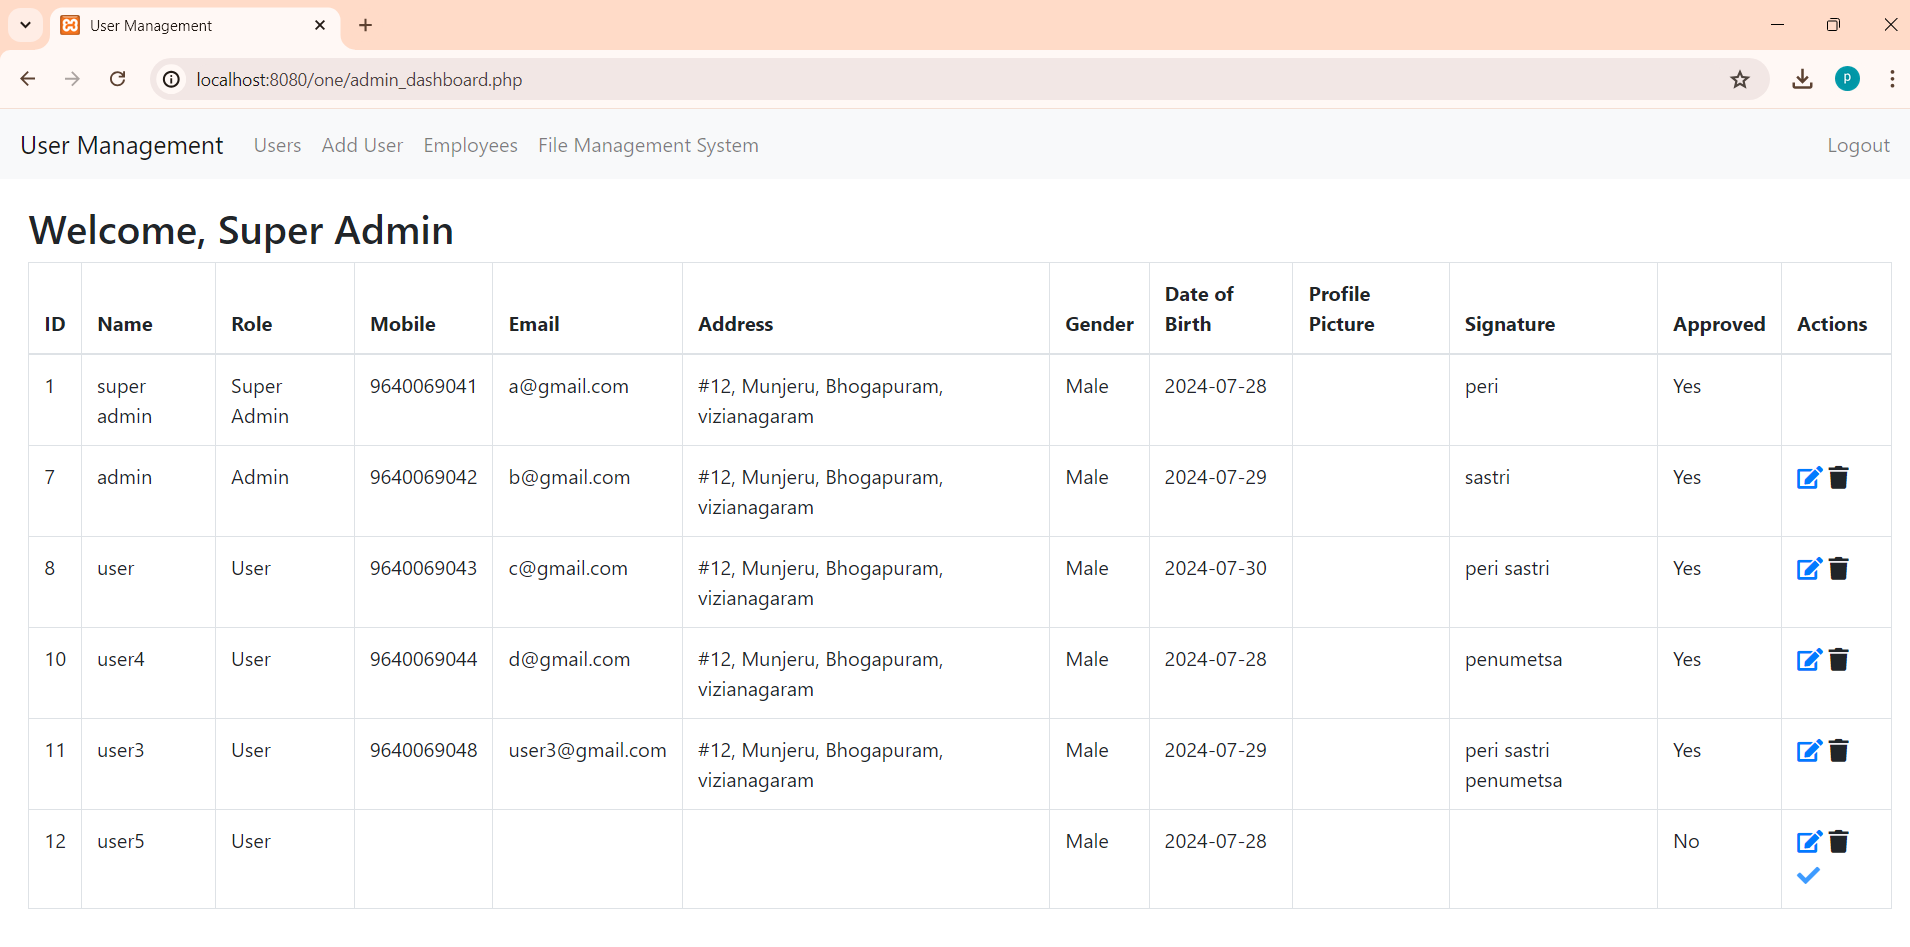 User Management
localhost:8080/one/admin_dashboard.php
P
User Management Users Add User Employees File Management System Logout
Welcome, Super Admin
ID Name Role Mobile Email Address Gender Date of Birth Profile Picture Signature Approved Actions
1 super admin Super Admin 9640069041 a@gmail.com #12, Munjeru, Bhogapuram, vizianagaram Male 2024-07-28 peri Yes
7 admin Admin 9640069042 b@gmail.com #12, Munjeru, Bhogapuram, vizianagaram Male 2024-07-29 sastri Yes
8 user User 9640069043 c@gmail.com #12, Munjeru, Bhogapuram, vizianagaram Male 2024-07-30 peri sastri Yes
10 user4 User 9640069044 d@gmail.com #12, Munjeru, Bhogapuram, vizianagaram Male 2024-07-28 penumetsa Yes
11 user3 User 9640069048 user3@gmail.com #12, Munjeru, Bhogapuram, vizianagaram Male 2024-07-29 peri sastri penumetsa Yes
12 user5 User Male 2024-07-28 No